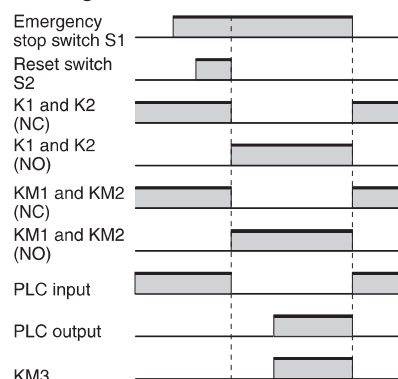 Emergency
stop switch S1
Reset switch
S2
K1 and K2
(NC)
K1 and K2
(NO)
KM1 and KM2
(NC)
KM1 and KM2
(NO)
PLC input
PLC output
KM3